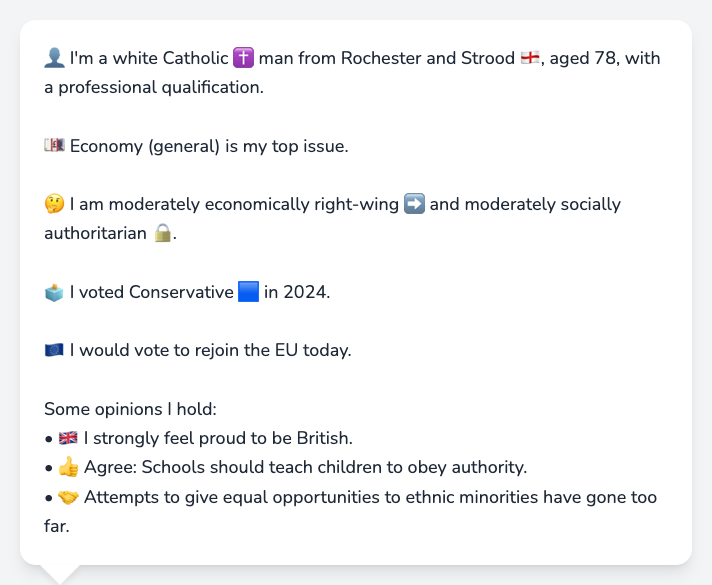 👤 I'm a white Catholic ✝️ man from Rochester and Strood 🏴󠁧󠁢󠁥󠁮󠁧󠁿, aged 78, with
a professional qualification.
💷 Economy (general) is my top issue.
🤔 I am moderately economically right-wing ➡️ and moderately socially
authoritarian 🔒.
🗳️ I voted Conservative 🟦 in 2024.
🇪🇺 I would vote to rejoin the EU today.
Some opinions I hold:
• 🇬🇧 I strongly feel proud to be British.
• 👍 Agree: Schools should teach children to obey authority.
• 🤝 Attempts to give equal opportunities to ethnic minorities have gone too
far.